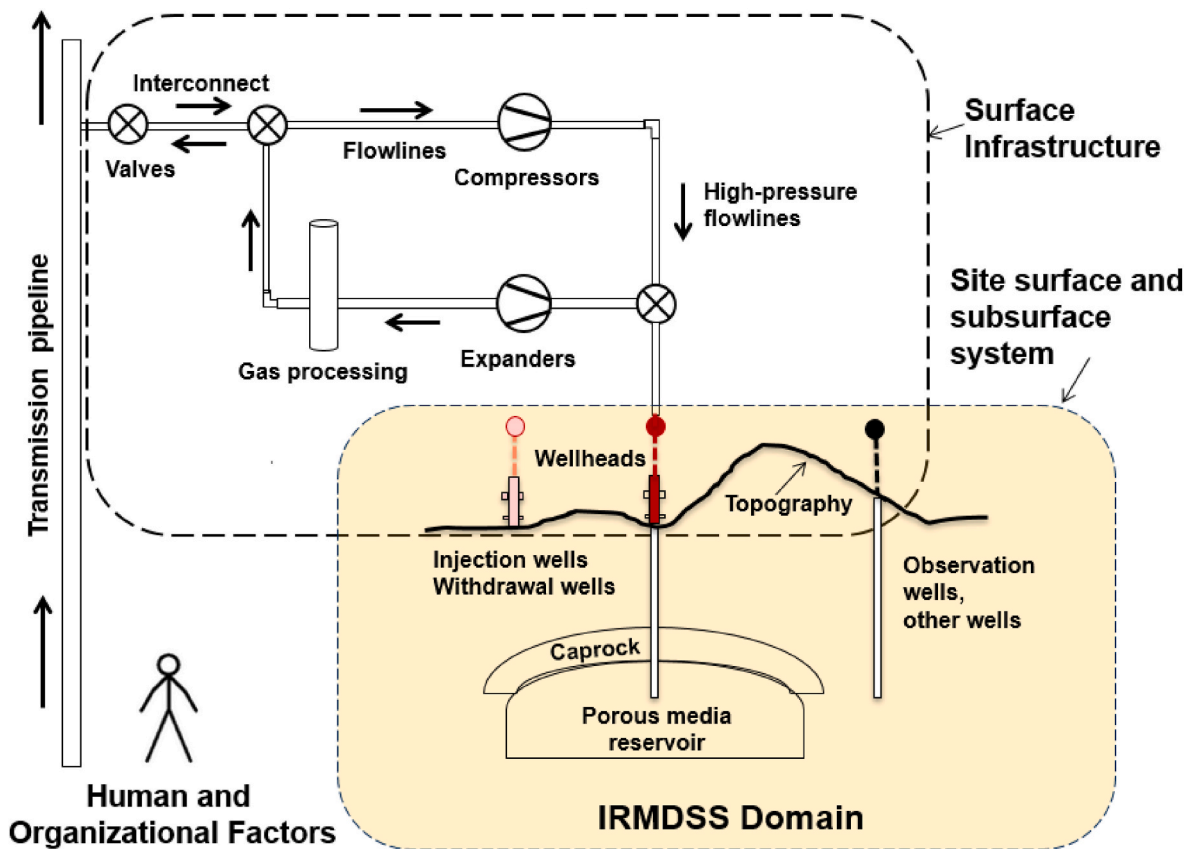 Interconnect
Valves
Flowlines
Compressors
High-pressure
flowlines
Surface
Infrastructure
Site surface and
subsurface
system
Transmission pipeline
Gas processing
Expanders
Wellheads
Topography
Injection wells
Withdrawal wells
Observation
wells,
other wells
Caprock
Porous media
reservoir
Human and
Organizational Factors
IRMDSS Domain